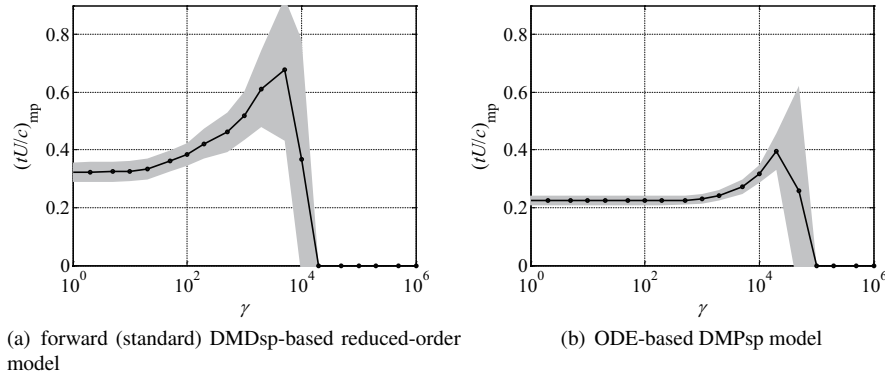 0.8
0.6
0.4
0.2
0
(tU/c)mp
10^0 10^2 10^4 10^6
γ
(a) forward (standard) DMDsp-based reduced-order
model
0.8
0.6
0.4
0.2
0
(tU/c)mp
10^0 10^2 10^4 10^6
γ
(b) ODE-based DMPsp model